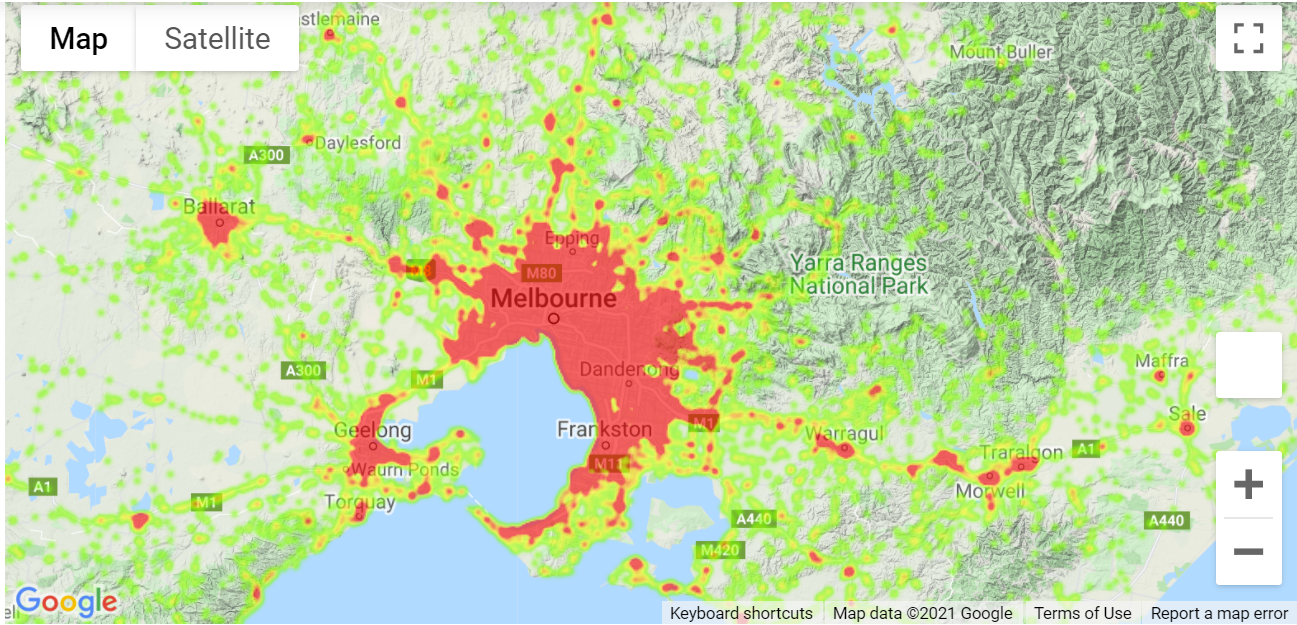 Map Satellite
stlemaine
Mount Buller
Daylesford
A300
Ballarat
Epping
M80
Yarra Ranges
National Park
Melbourne
Maffra
A300
Dandenong
M1
Sale
Geelong
Frankston
M1
Warragul
A1
Traralgon
M11
Waurn Ponds
A1
Morwell
M1
Torquay
A440
A440
M420
Google
Keyboard shortcuts Map data ©2021 Google Terms of Use Report a map error